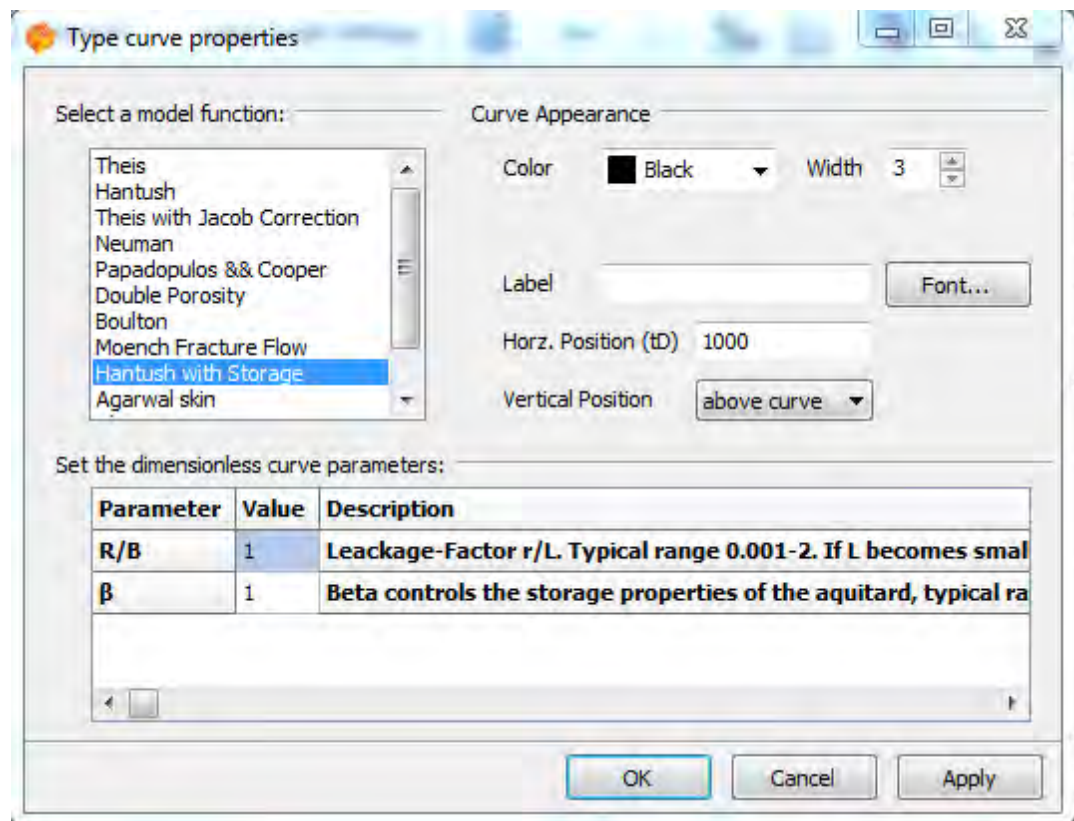 Type curve properties
Select a model function:
Curve Appearance
Theis
Hantush
Theis with Jacob Correction
Neuman
Papadopulos && Cooper
Double Porosity
Boulton
Moench Fracture Flow
Hantush with Storage
Agarwal skin
Color Black Width 3
Label Font...
Horz. Position (tD) 1000
Vertical Position above curve
Set the dimensionless curve parameters:
Parameter Value Description
R/B 1 Leackage-Factor r/L. Typical range 0.001-2. If L becomes smal
β 1 Beta controls the storage properties of the aquitard, typical ra
OK Cancel Apply